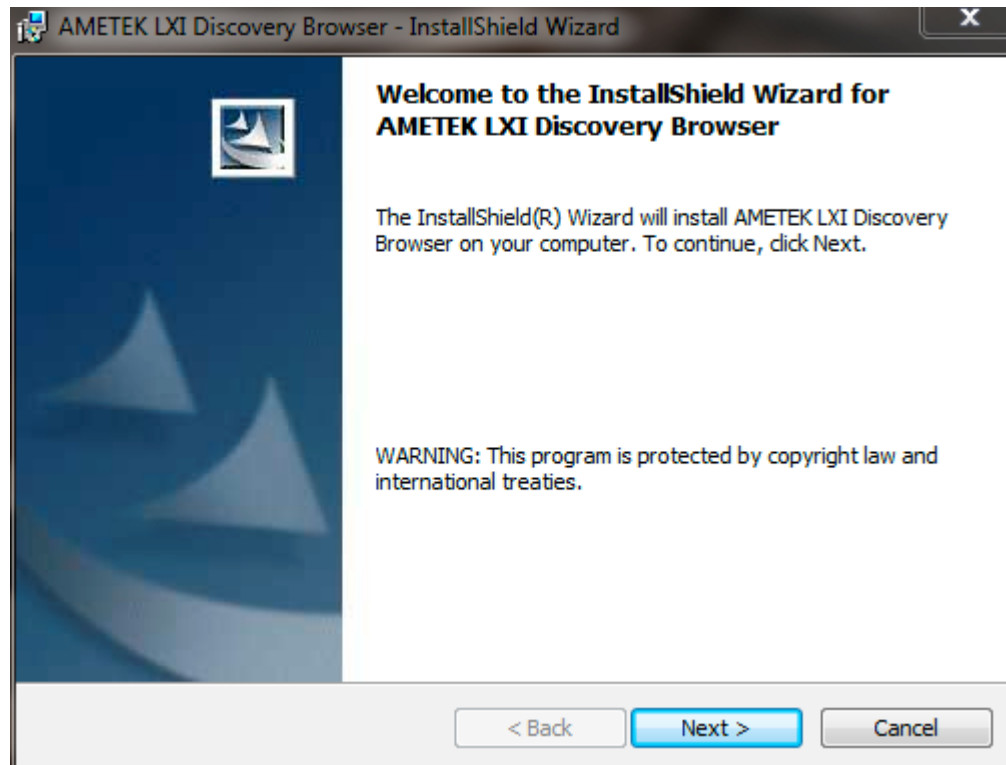 AMETEK LXI Discovery Browser - InstallShield Wizard
X
Welcome to the InstallShield Wizard for
AMETEK LXI Discovery Browser
The InstallShield(R) Wizard will install AMETEK LXI Discovery
Browser on your computer. To continue, click Next.
WARNING: This program is protected by copyright law and
international treaties.
< Back
Next >
Cancel